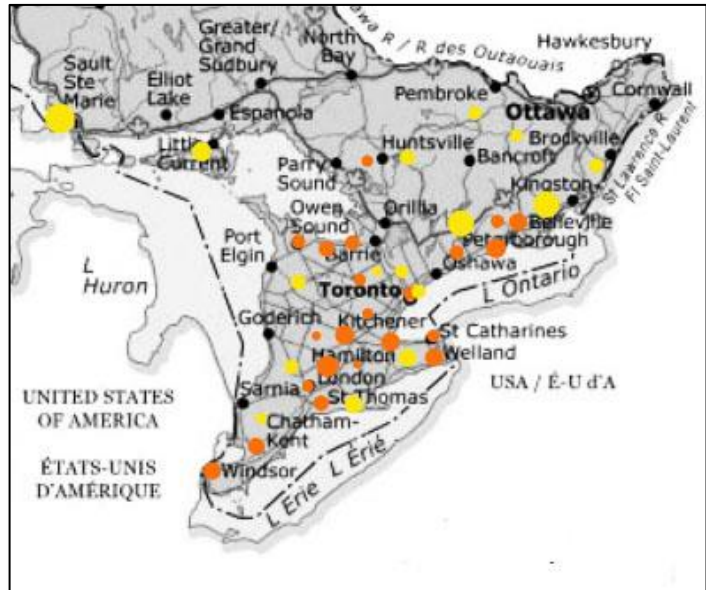 Greater/
Grand
Sudbury
North
Bay
R / R des Outaouais
Hawkesbury
Sault
Ste
Marie
Elliot
Lake
Espanola
Pembroke
Ottawa
Cornwall
Little
Current
Huntsville
Bancroft
Brockville
Parry
Sound
Kingston
St Lawrence R
Fl Saint-Laurent
Owen
Sound
Orillia
Belleville
Port
Elgin
Barrie
Peterborough
Oshawa
L
Huron
Toronto
L Ontario
Goderich
Kitchener
St Catharines
Hamilton
Welland
UNITED STATES
OF AMERICA
USA / É-U d'A
Sarnia
London
St Thomas
Chatham-
Kent
ÉTATS-UNIS
D'AMÉRIQUE
Windsor
L Erie
L Érié